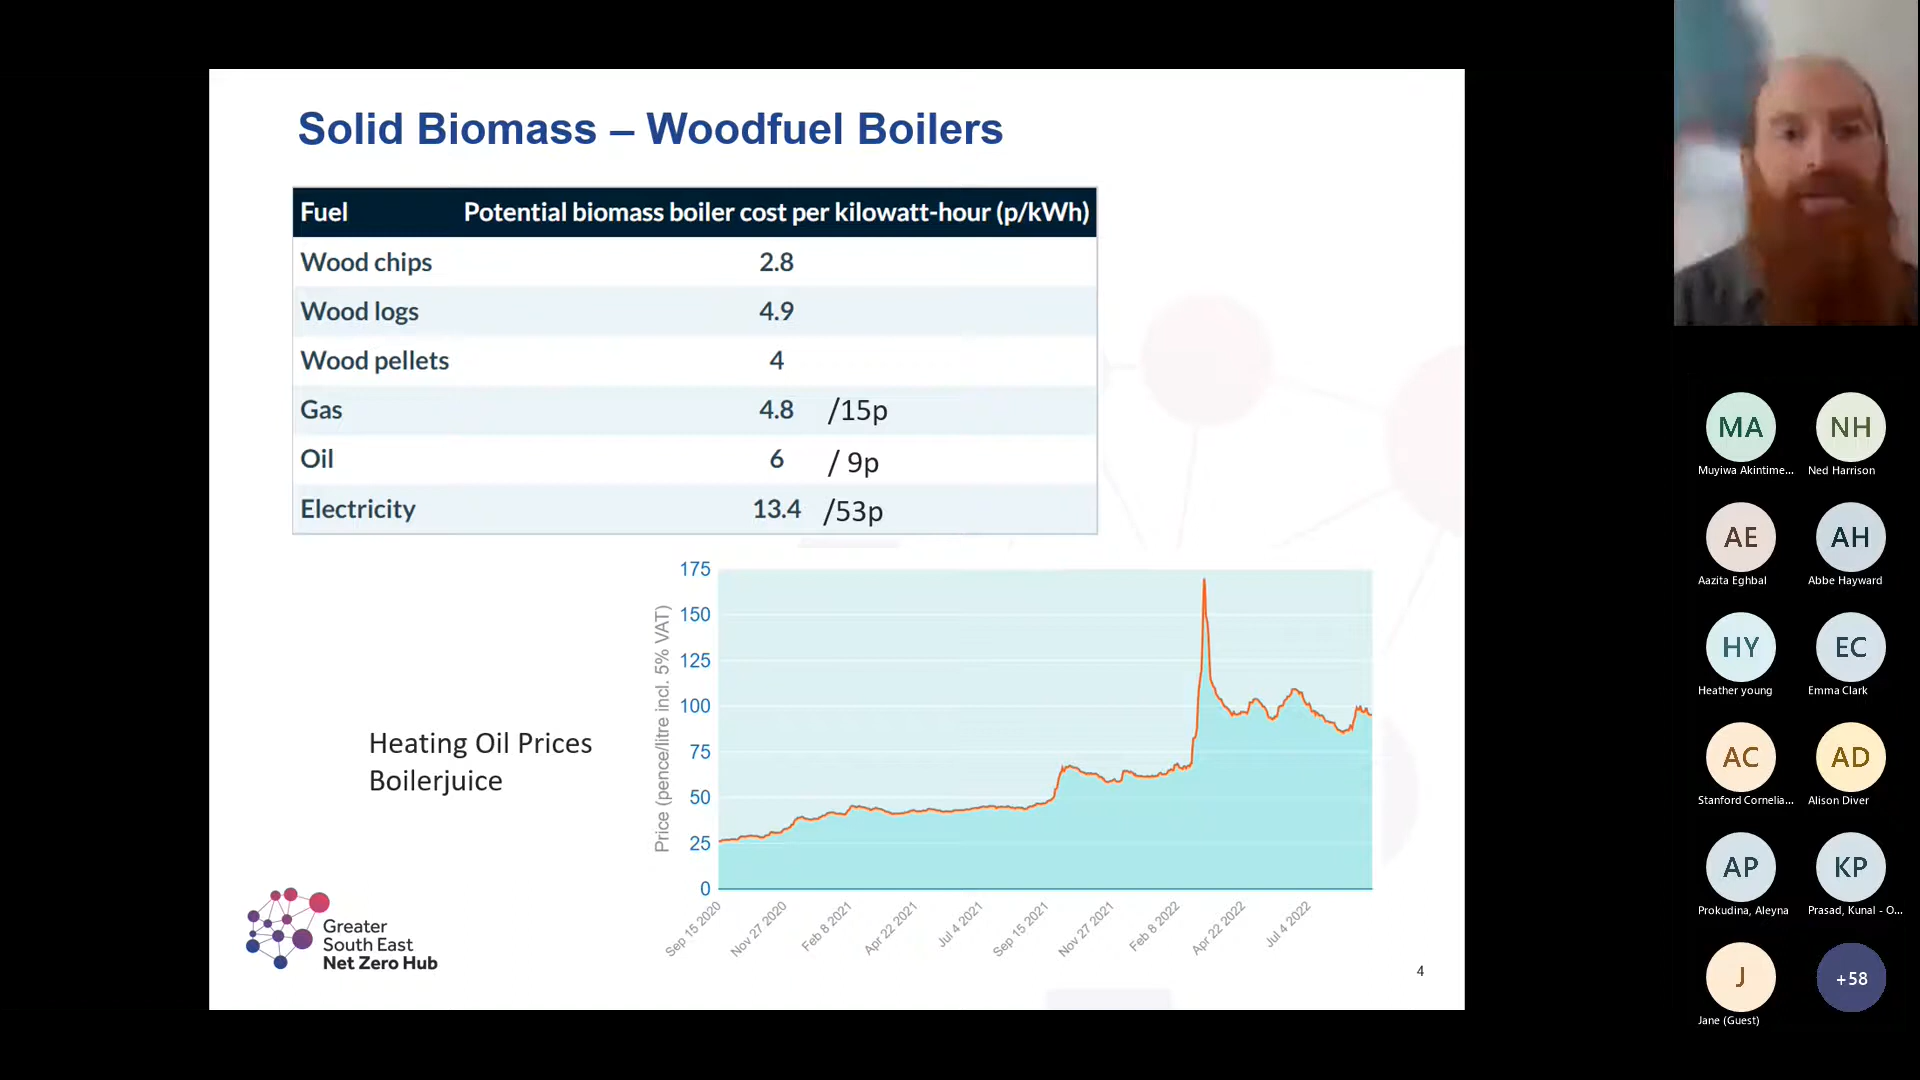 Solid Biomass – Woodfuel Boilers
Fuel Potential biomass boiler cost per kilowatt-hour (p/kWh)
Wood chips 2.8
Wood logs 4.9
Wood pellets 4
Gas 4.8 /15p
Oil 6 / 9p
Electricity 13.4 /53p
Heating Oil Prices
Boilerjuice
Price (pence/litre incl. 5% VAT)
175
150
125
100
75
50
25
0
Sep 15 2020
Nov 27 2020
Feb 8 2021
Apr 22 2021
Jul 4 2021
Sep 15 2021
Nov 27 2021
Feb 8 2022
Apr 22 2022
Jul 4 2022
Greater
South East
Net Zero Hub
4
MA NH
Muyiwa Akintime... Ned Harrison
AE AH
Aazita Eghbal Abbe Hayward
HY EC
Heather young Emma Clark
AC AD
Stanford Cornelia... Alison Diver
AP KP
Prokudina, Aleyna Prasad, Kunal - O...
J +58
Jane (Guest)